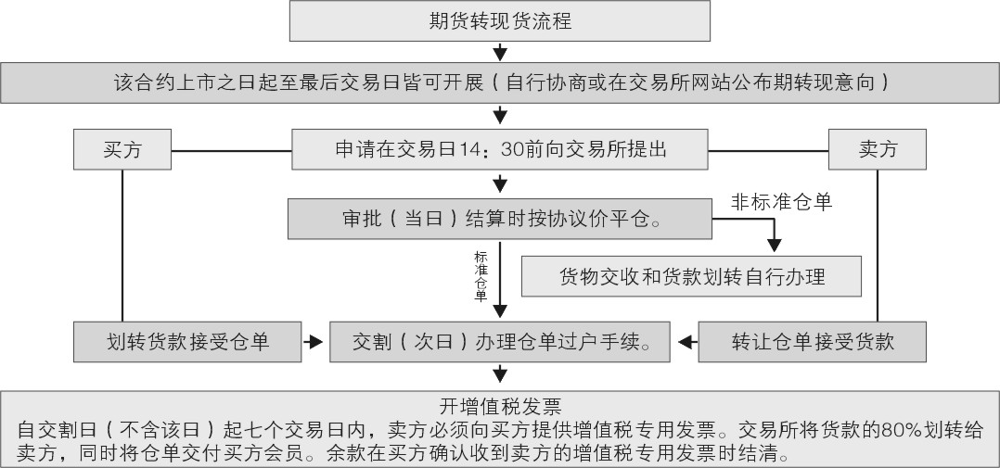 期货转现货流程
该合约上市之日起至最后交易日皆可开展（自行协商或在交易所网站公布期转现意向）
买方
申请在交易日14：30前向交易所提出
卖方
非标准仓单
审批（当日）结算时按协议价平仓。
标准仓单
货物交收和货款划转自行办理
划转货款接受仓单
交割（次日）办理仓单过户手续。
转让仓单接受货款
开增值税发票
自交割日（不含该日）起七个交易日内，卖方必须向买方提供增值税专用发票。交易所将货款的80%划转给
卖方，同时将仓单交付买方会员。余款在买方确认收到卖方的增值税专用发票时结清。